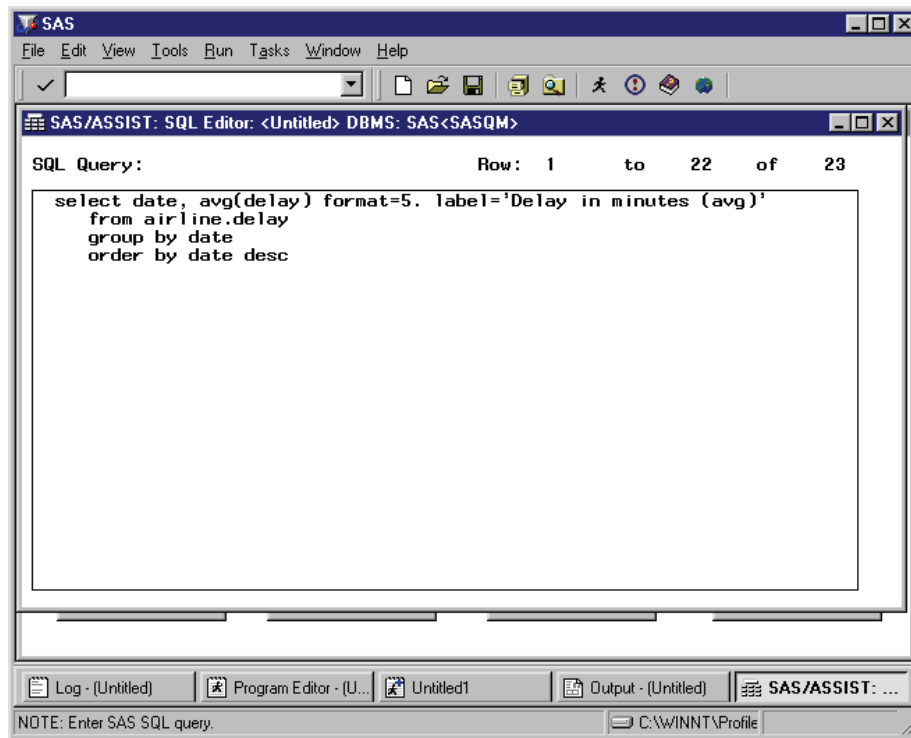 SAS
File Edit View Tools Run Tasks Window Help
SAS/ASSIST: SQL Editor: <Untitled> DBMS: SAS<SASQM>
SQL Query: Row: 1 to 22 of 23
select date, avg(delay) format=5. label='Delay in minutes (avg)'
from airline.delay
group by date
order by date desc
Log - (Untitled) Program Editor - (U... Untitled1 Output - (Untitled) SAS/ASSIST: ...
NOTE: Enter SAS SQL query. C:\WINNT\Profile